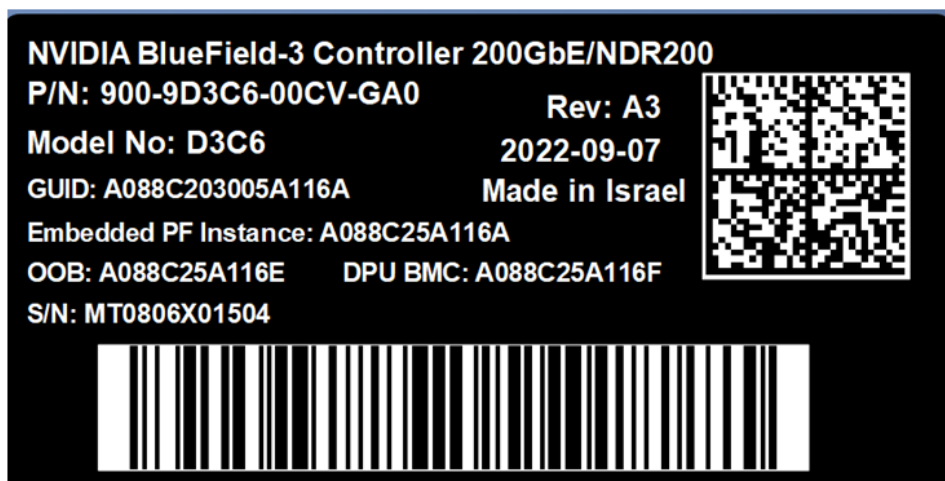 NVIDIA BlueField-3 Controller 200GbE/NDR200
P/N: 900-9D3C6-00CV-GA0
Rev: A3
Model No: D3C6
2022-09-07
GUID: A088C203005A116A
Made in Israel
Embedded PF Instance: A088C25A116A
OOB: A088C25A116E DPU BMC: A088C25A116F
S/N: MT0806X01504